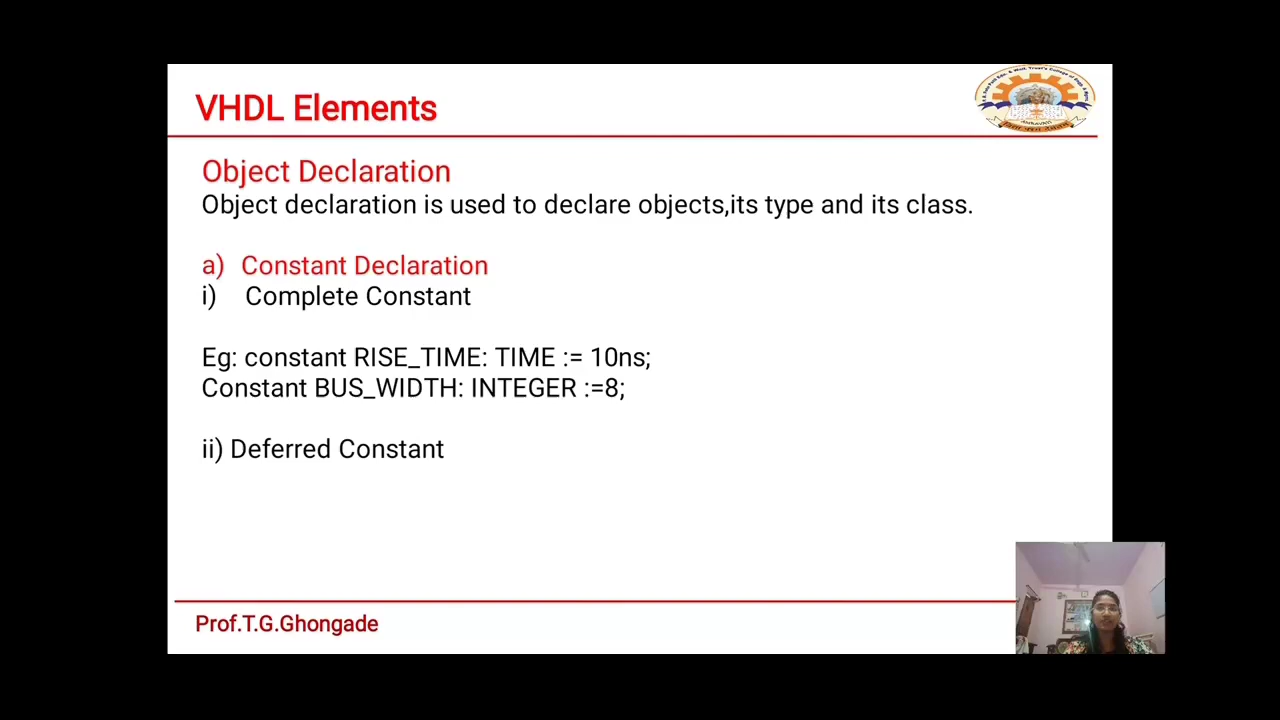 VHDL Elements
Object Declaration
Object declaration is used to declare objects,its type and its class.
a) Constant Declaration
i) Complete Constant
Eg: constant RISE_TIME: TIME := 10ns;
Constant BUS_WIDTH: INTEGER :=8;
ii) Deferred Constant
Prof.T.G.Ghongade